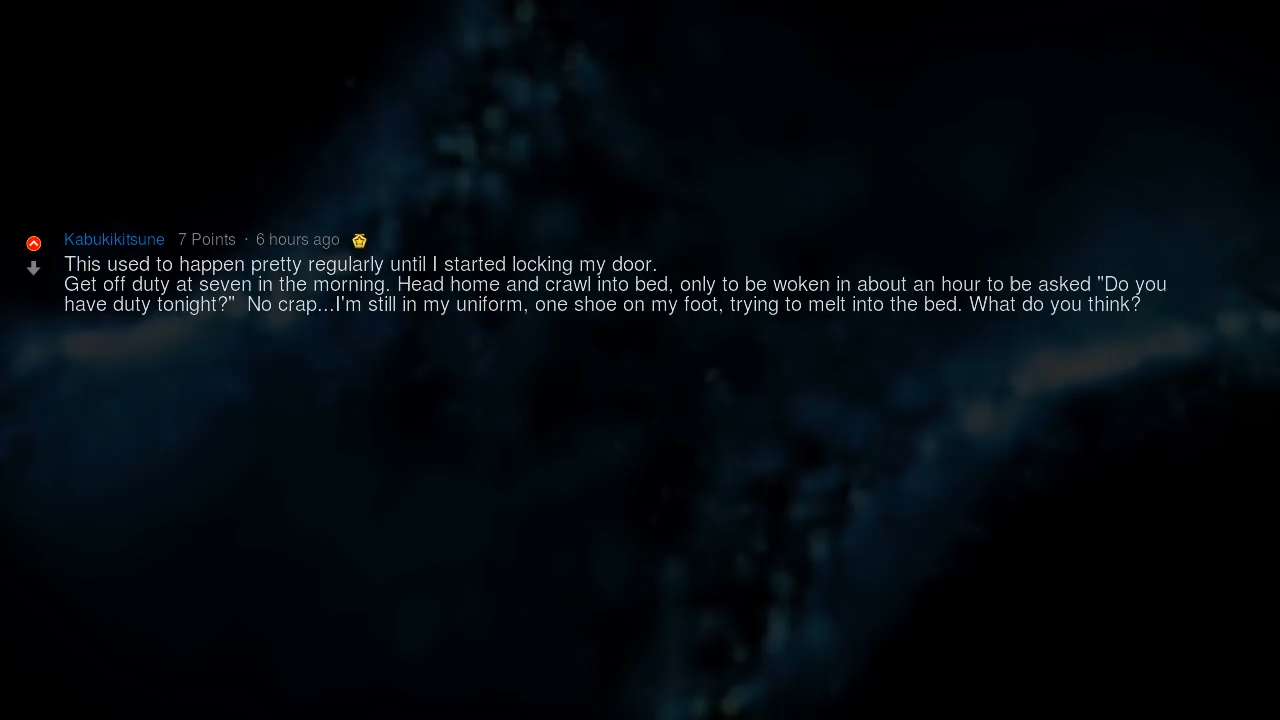 Kabukikitsune 7 Points · 6 hours ago
This used to happen pretty regularly until I started locking my door.
Get off duty at seven in the morning. Head home and crawl into bed, only to be woken in about an hour to be asked "Do you
have duty tonight?"  No crap...I'm still in my uniform, one shoe on my foot, trying to melt into the bed. What do you think?